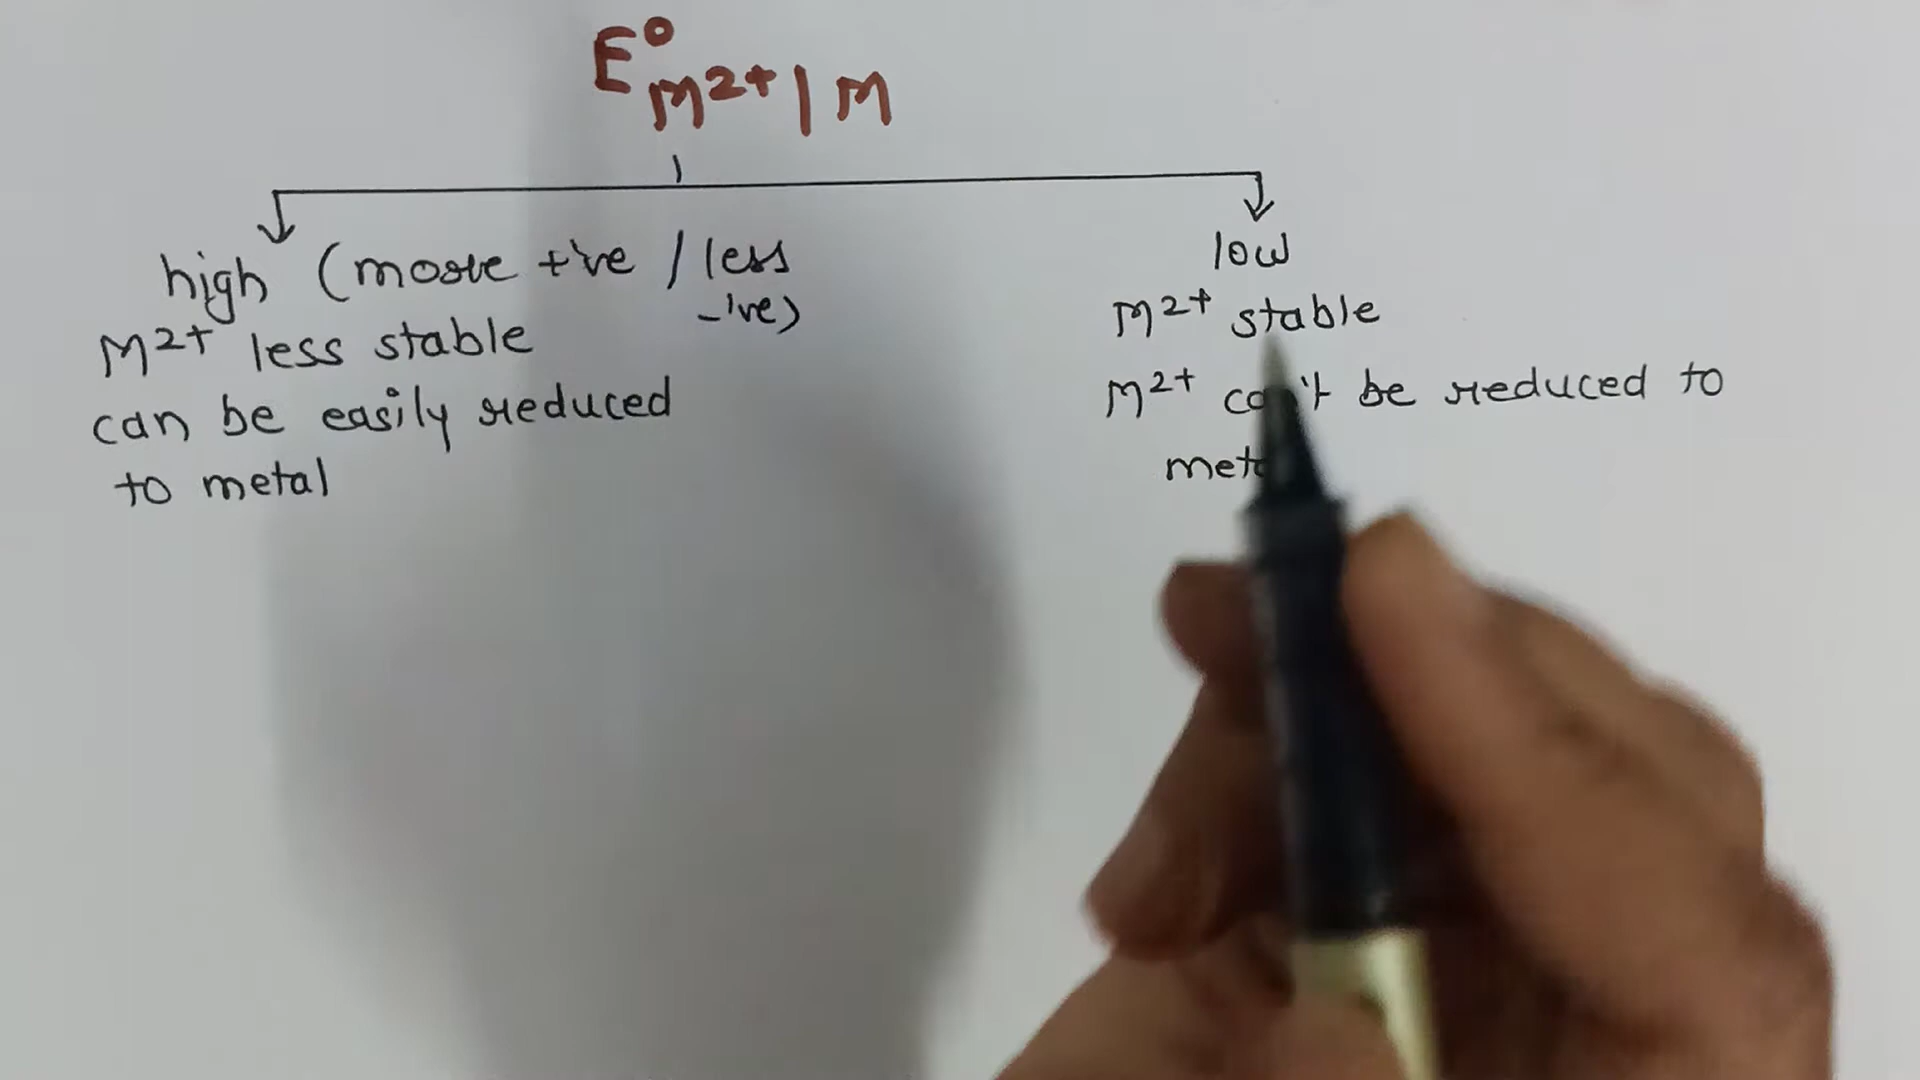 E° M2+ | M
high (more +'ve / less
-'ve)
M2+ less stable
can be easily reduced
to metal
low
M2+ stable
M2+ can't be reduced to